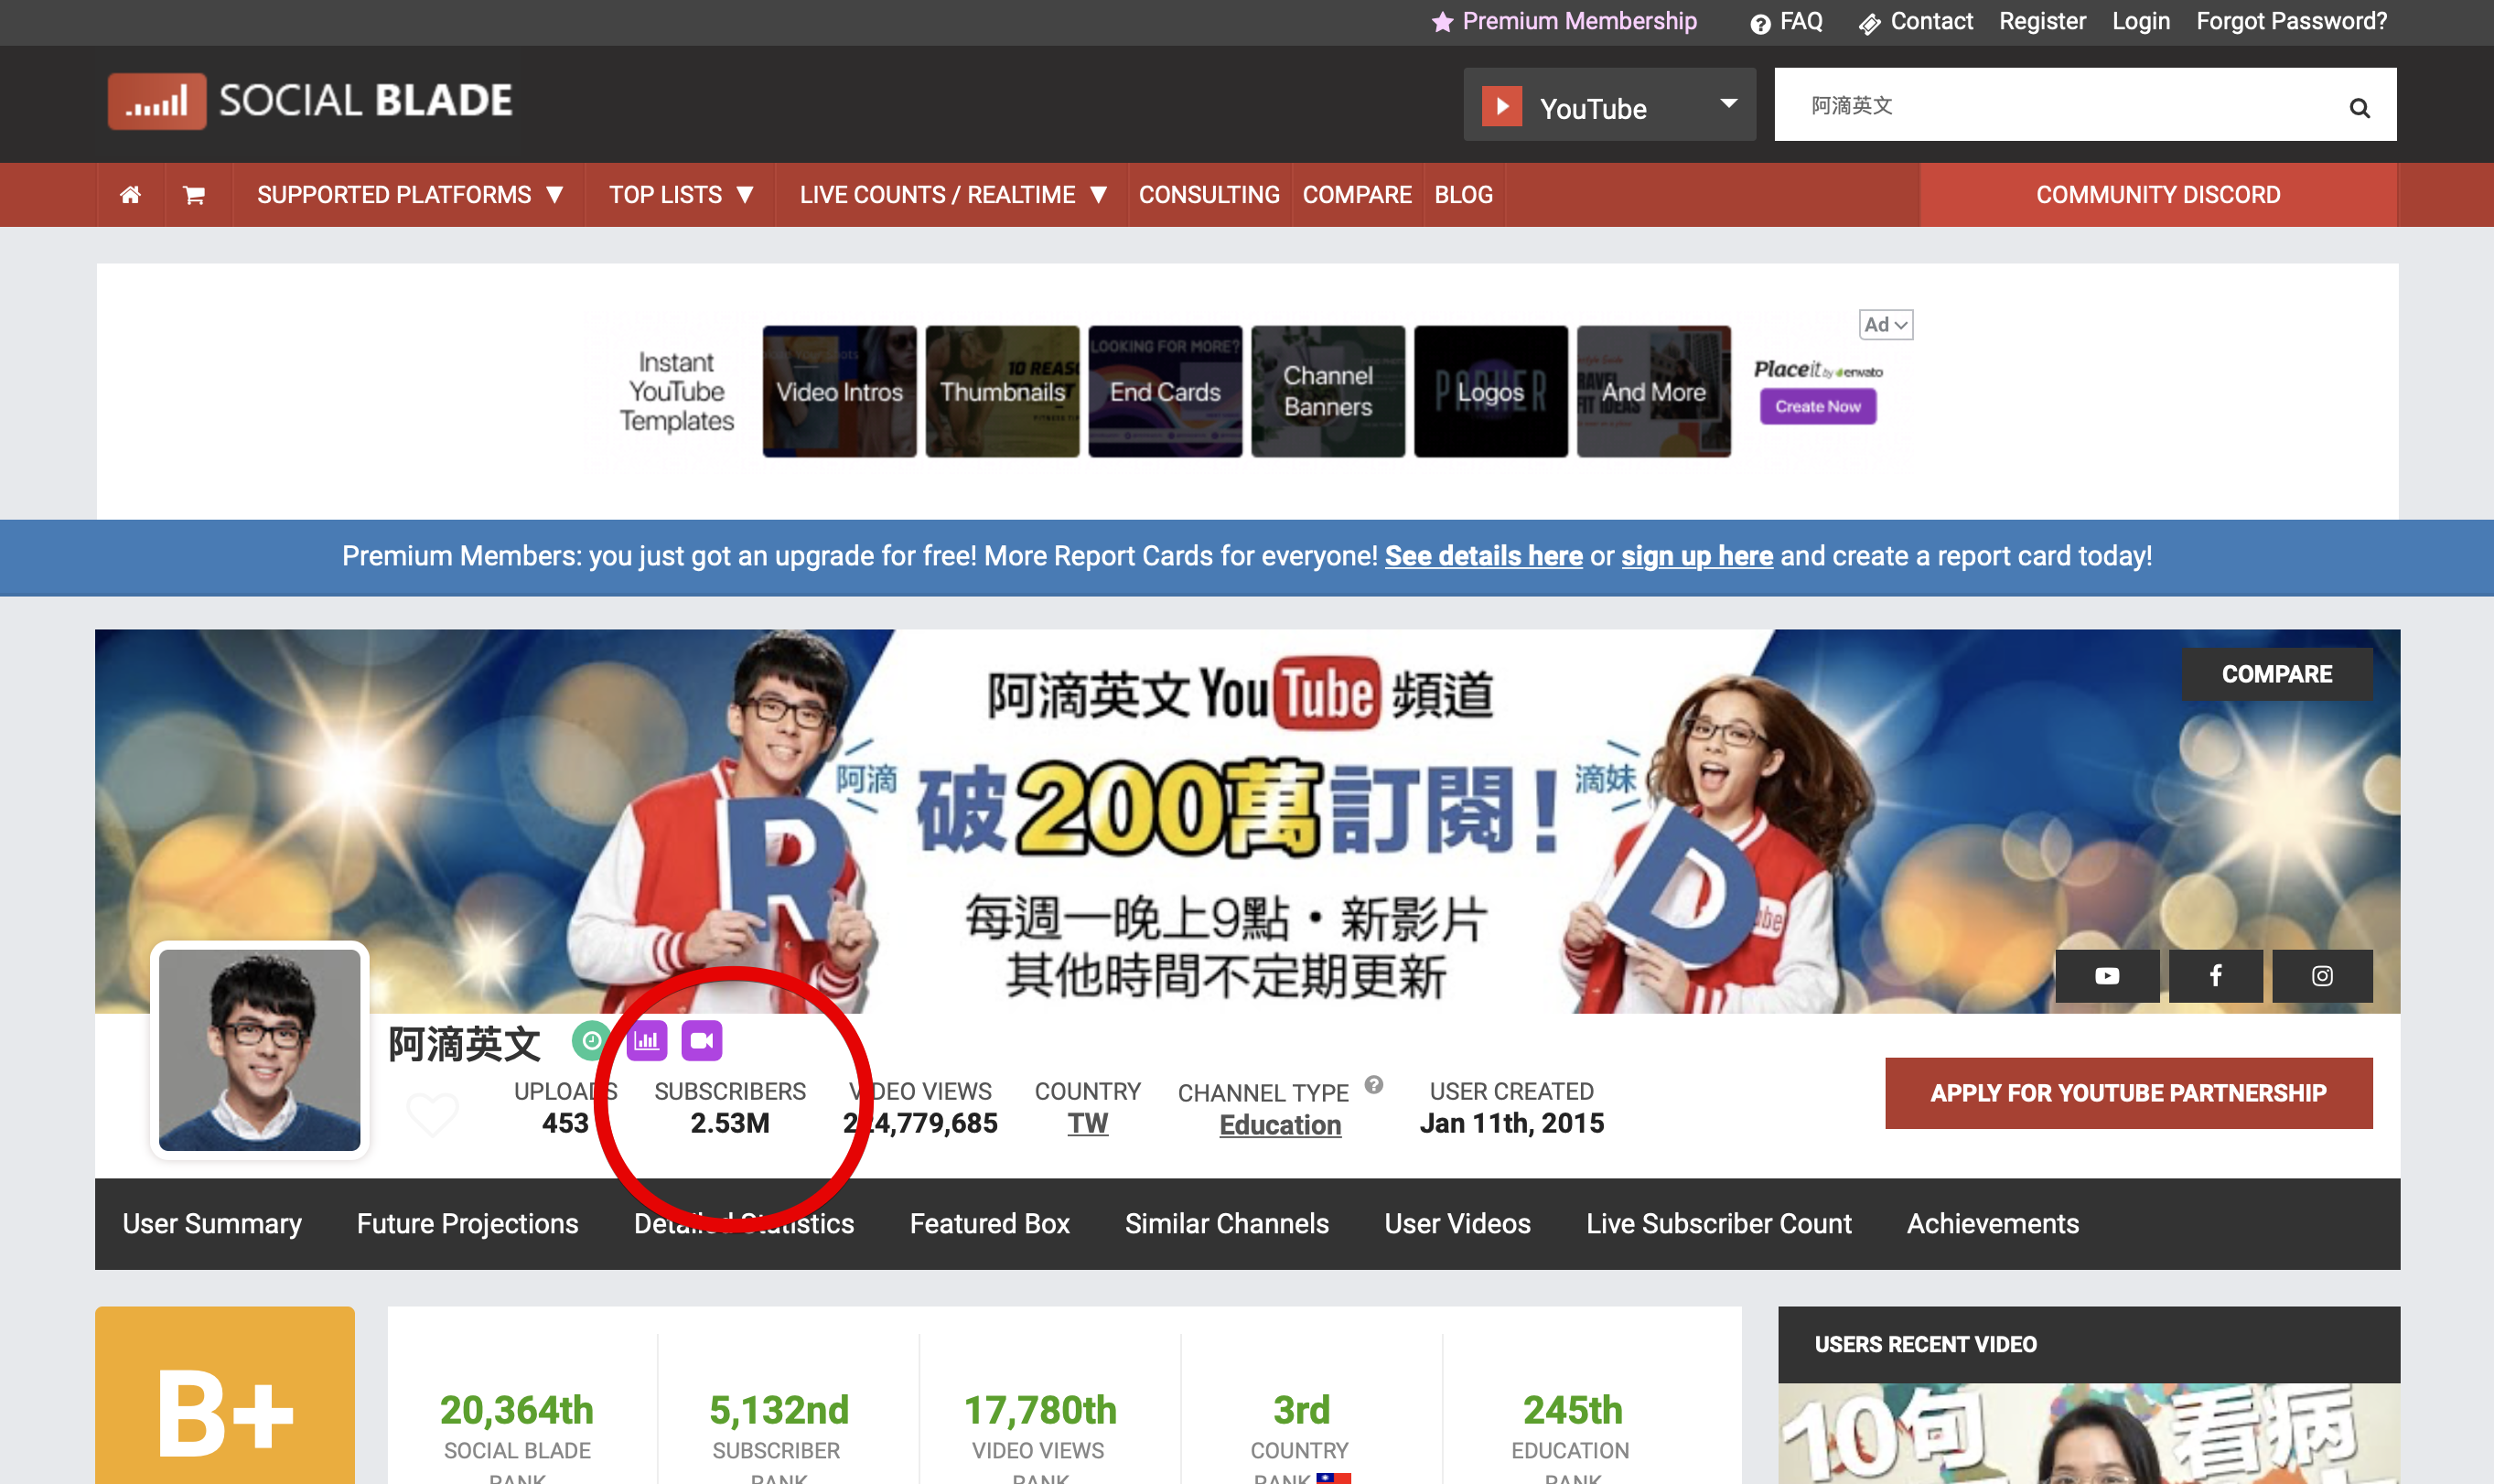 Premium Membership FAQ Contact Register Login Forgot Password?
SOCIAL BLADE
YouTube
阿滴英文
SUPPORTED PLATFORMS ▼ TOP LISTS ▼ LIVE COUNTS / REALTIME ▼ CONSULTING COMPARE BLOG COMMUNITY DISCORD
Ad
Instant
YouTube
Templates
Video Intros
10 REAS
Thumbnails
LOOKING FOR MORE?
End Cards
Channel
Banners
Logos
And More
Placeit by envato
Create Now
Premium Members: you just got an upgrade for free! More Report Cards for everyone! See details here or sign up here and create a report card today!
COMPARE
阿滴英文 YouTube 頻道
阿滴
破200萬訂閱!
滴妹
每週一晚上9點・新影片
其他時間不定期更新
R
D
阿滴英文
UPLOADS SUBSCRIBERS VIDEO VIEWS COUNTRY CHANNEL TYPE USER CREATED
453 2.53M 224,779,685 TW Education Jan 11th, 2015
APPLY FOR YOUTUBE PARTNERSHIP
User Summary Future Projections Detailed Statistics Featured Box Similar Channels User Videos Live Subscriber Count Achievements
B+
20,364th 5,132nd 17,780th 3rd 245th
SOCIAL BLADE SUBSCRIBER VIDEO VIEWS COUNTRY EDUCATION
RANK RANK RANK RANK RANK
USERS RECENT VIDEO
10句
看病